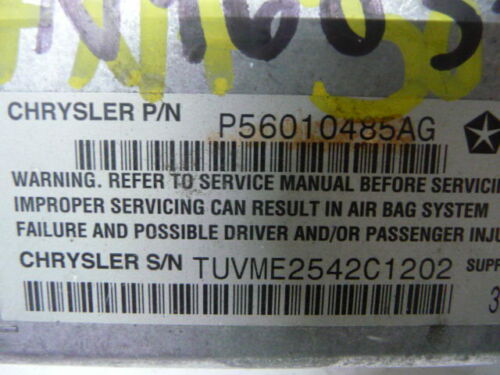 CHRYSLER P/N P56010485AG
WARNING. REFER TO SERVICE MANUAL BEFORE SERVICI
IMPROPER SERVICING CAN RESULT IN AIR BAG SYSTEM
FAILURE AND POSSIBLE DRIVER AND/OR PASSENGER INJU
CHRYSLER S/N TUVME2542C1202 SUPP
3